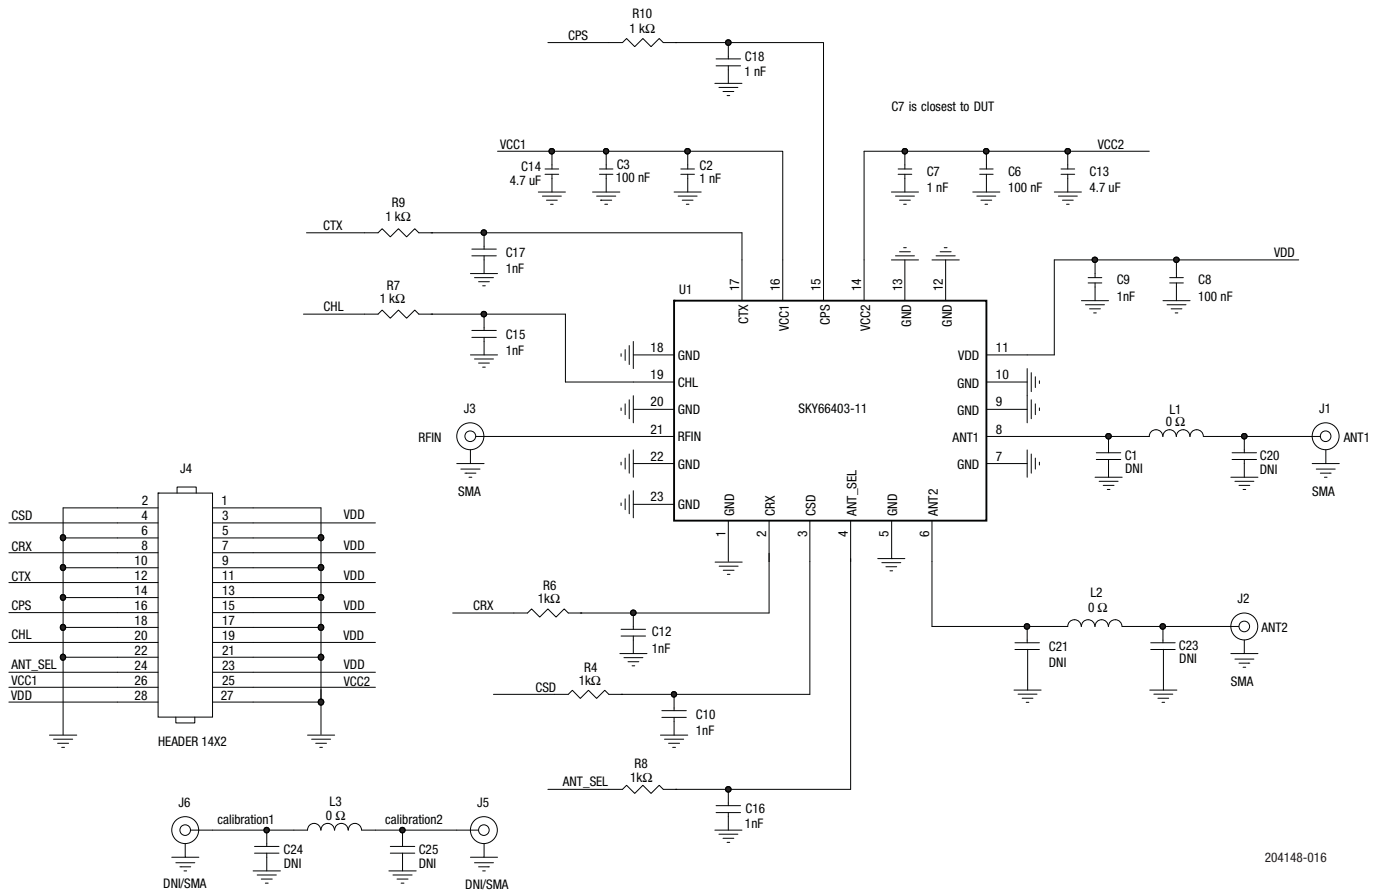 R10
1 kΩ
CPS
C18
1 nF
C7 is closest to DUT
VCC1
C14
4.7 uF
C3
100 nF
C2
1 nF
VCC2
C7
1 nF
C6
100 nF
C13
4.7 uF
R9
1 kΩ
CTX
C17
1nF
R7
1 kΩ
CHL
C15
1nF
VDD
C9
1nF
C8
100 nF
U1
17
16
15
14
13
12
CTX
VCC1
CPS
VCC2
GND
GND
18 GND
19 CHL
20 GND
21 RFIN
22 GND
23 GND
SKY66403-11
VDD 11
GND 10
GND 9
ANT1 8
GND 7
GND
CRX
CSD
ANT_SEL
GND
ANT2
1
2
3
4
5
6
J3
RFIN
SMA
L1
0 Ω
C1
DNI
C20
DNI
J1
ANT1
SMA
L2
0 Ω
C21
DNI
C23
DNI
J2
ANT2
SMA
R6
1kΩ
CRX
C12
1nF
R4
1kΩ
CSD
C10
1nF
R8
1kΩ
ANT_SEL
C16
1nF
J4
2 1
CSD 4 3 VDD
6 5
CRX 8 7 VDD
10 9
CTX 12 11 VDD
14 13
CPS 16 15 VDD
18 17
CHL 20 19 VDD
22 21
ANT_SEL 24 23 VDD
VCC1 26 25 VCC2
VDD 28 27
HEADER 14X2
J6
calibration1
L3
0 Ω
calibration2
J5
C24
DNI
C25
DNI
DNI/SMA
DNI/SMA
204148-016